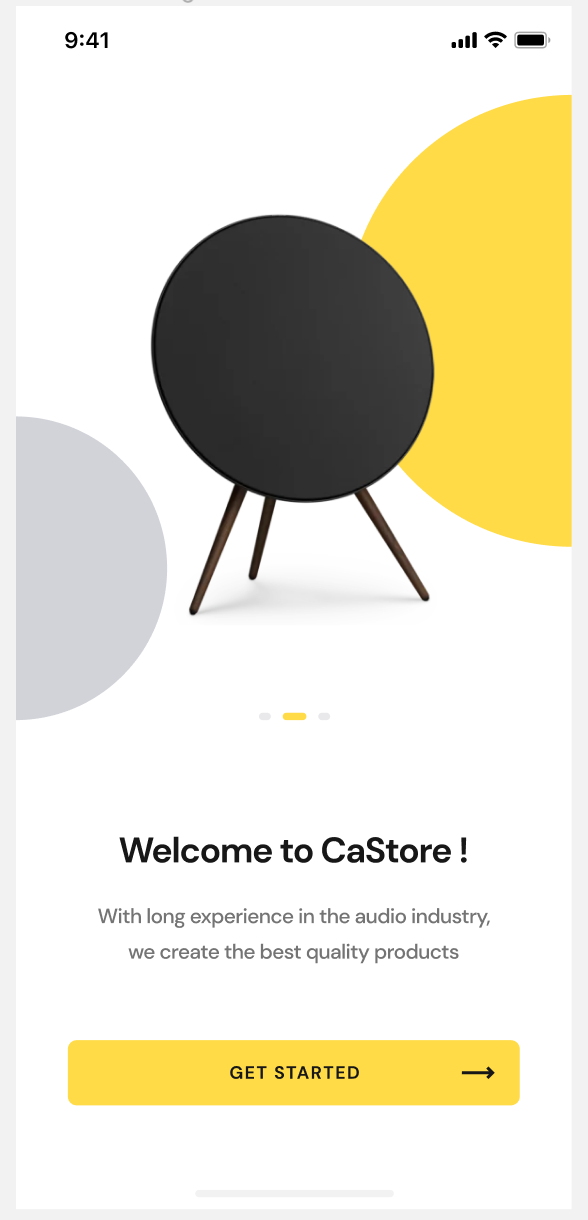 9:41
Welcome to CaStore !
With long experience in the audio industry,
we create the best quality products
GET STARTED